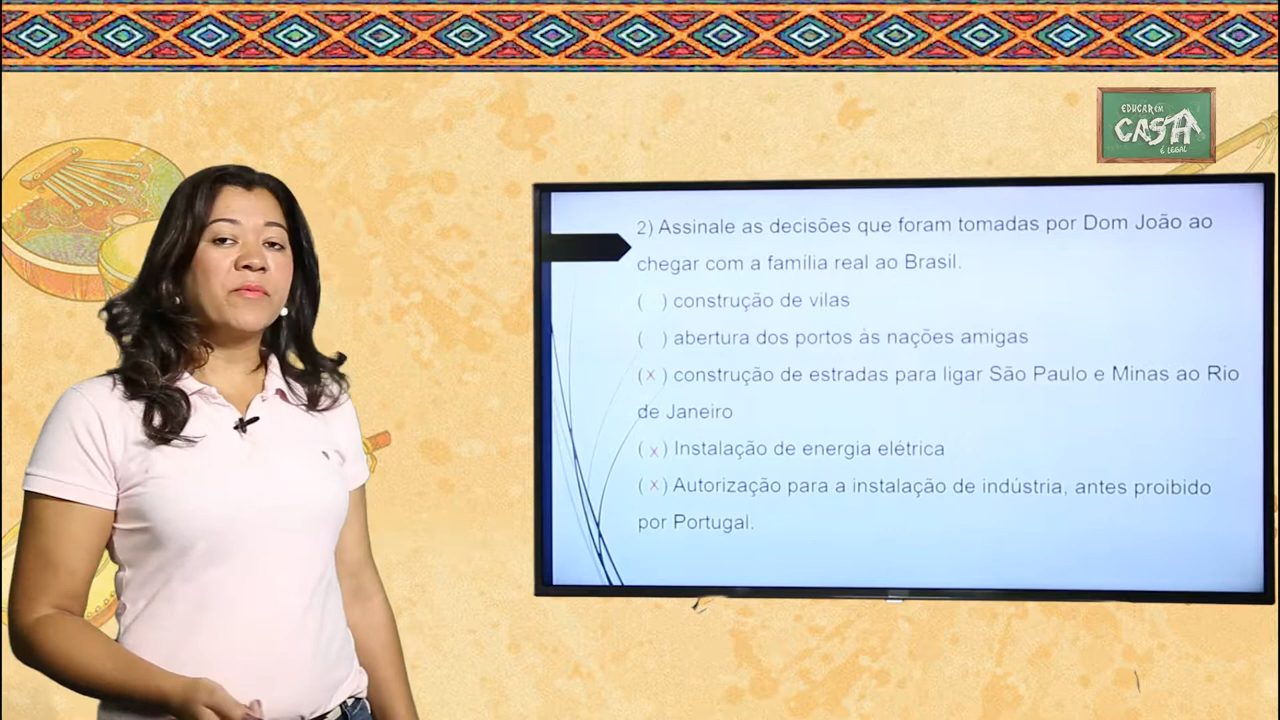 EDUCAR EM
CASA
É LEGAL
2) Assinale as decisões que foram tomadas por Dom João ao
chegar com a família real ao Brasil.
( ) construção de vilas
( ) abertura dos portos às nações amigas
(x) construção de estradas para ligar São Paulo e Minas ao Rio
de Janeiro
(x) Instalação de energia elétrica
(x) Autorização para a instalação de indústria, antes proibido
por Portugal.